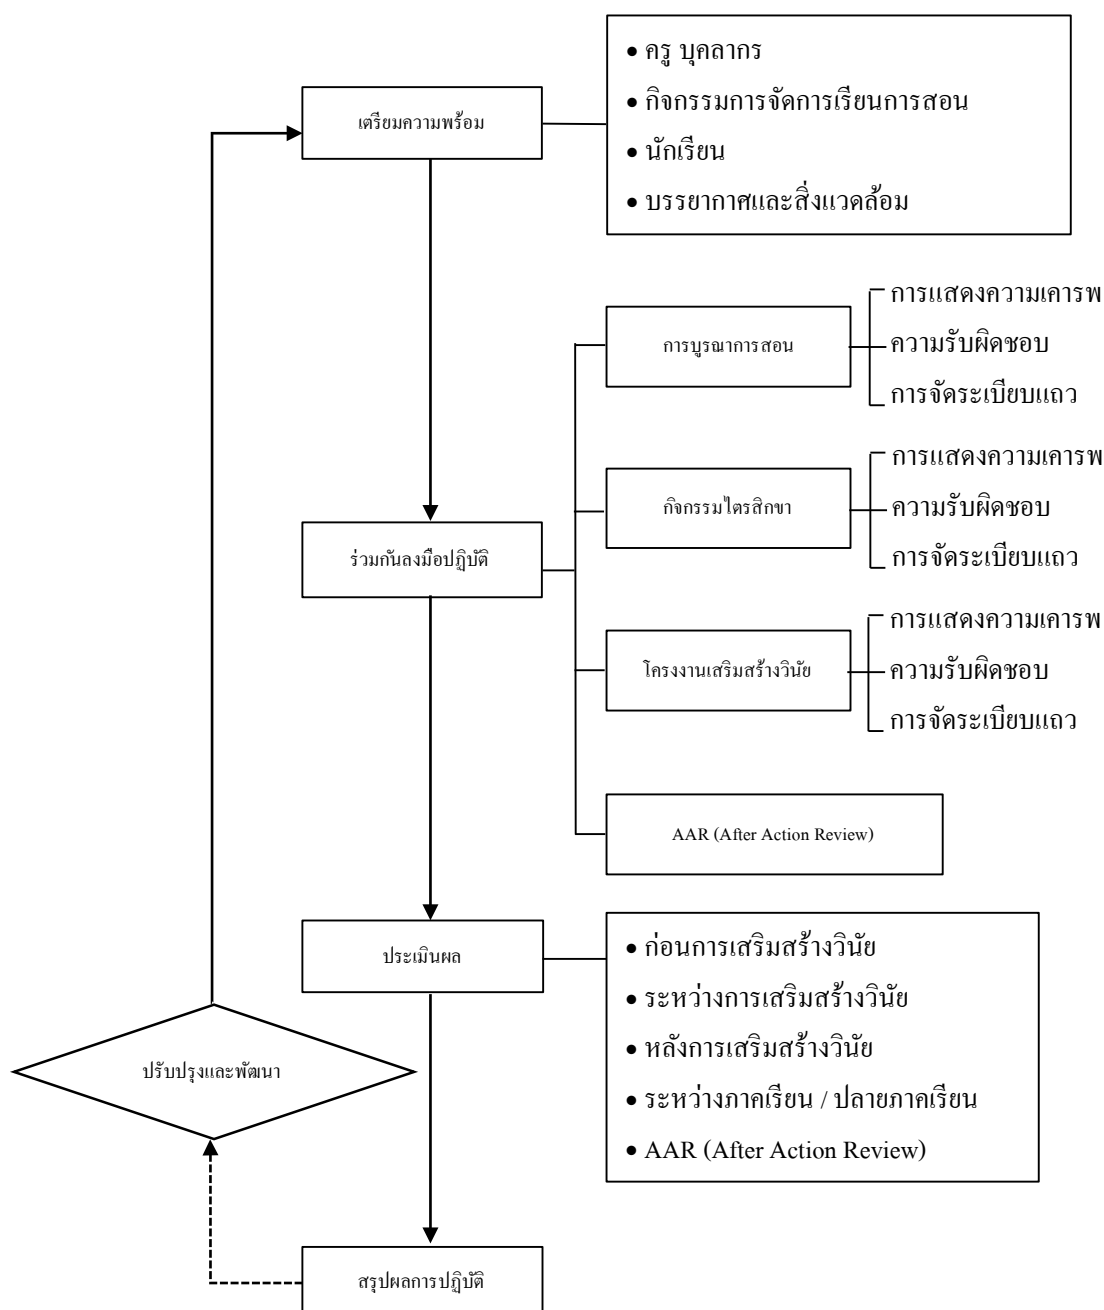 เตรียมความพร้อม
• ครู บุคลากร
• กิจกรรมการจัดการเรียนการสอน
• นักเรียน
• บรรยากาศและสิ่งแวดล้อม
ร่วมกันลงมือปฏิบัติ
การบูรณาการสอน
การแสดงความเคารพ
ความรับผิดชอบ
การจัดระเบียบแถว
กิจกรรมไตรสิกขา
การแสดงความเคารพ
ความรับผิดชอบ
การจัดระเบียบแถว
โครงงานเสริมสร้างวินัย
การแสดงความเคารพ
ความรับผิดชอบ
การจัดระเบียบแถว
AAR (After Action Review)
ประเมินผล
• ก่อนการเสริมสร้างวินัย
• ระหว่างการเสริมสร้างวินัย
• หลังการเสริมสร้างวินัย
• ระหว่างภาคเรียน / ปลายภาคเรียน
• AAR (After Action Review)
ปรับปรุงและพัฒนา
สรุปผลการปฏิบัติ